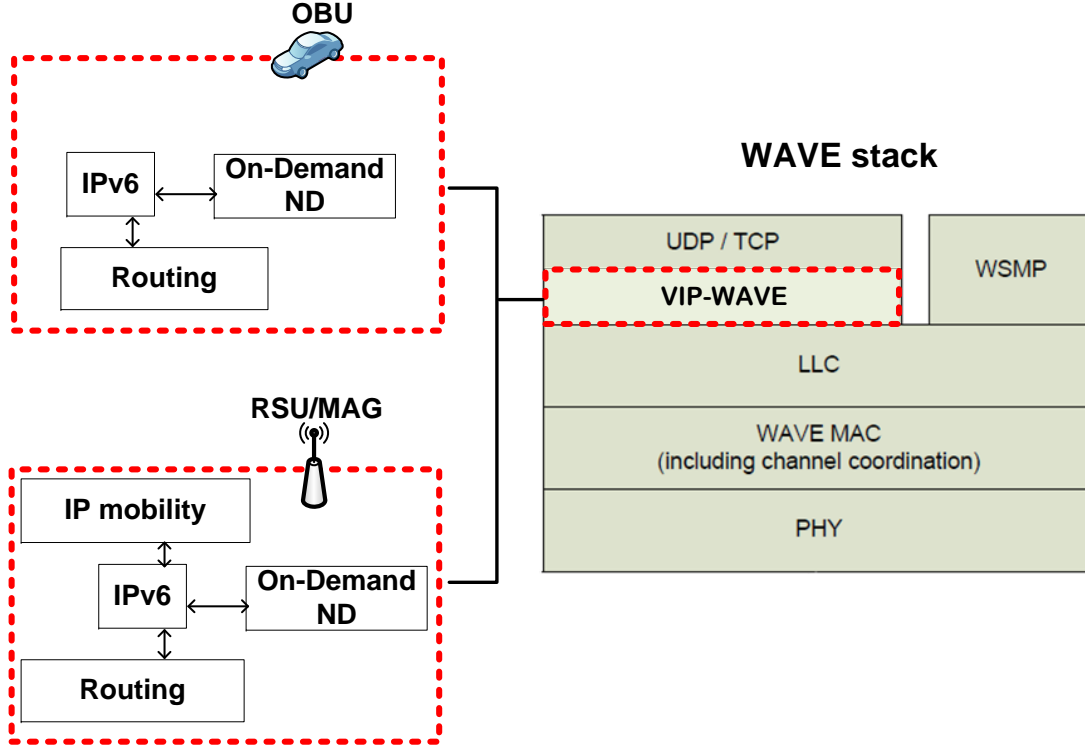 OBU
IPv6
On-Demand
ND
Routing
RSU/MAG
IP mobility
IPv6
On-Demand
ND
Routing
WAVE stack
UDP / TCP
WSMP
VIP-WAVE
LLC
WAVE MAC
(including channel coordination)
PHY